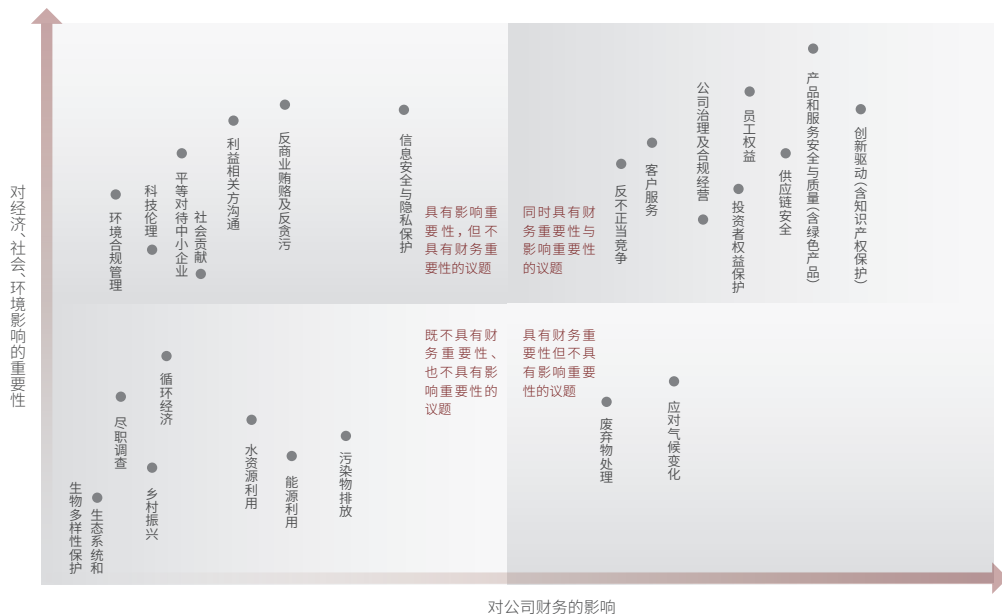 对经济、社会、环境影响的重要性
环境合规管理
科技伦理
平等对待中小企业
社会贡献
利益相关方沟通
反商业贿赂及反贪污
信息安全与隐私保护
具有影响重
要性，但不
具有财务重
要性的议题
同时具有财
务重要性与
影响重要性
的议题
反不正当竞争
客户服务
公司治理及合规经营
投资者权益保护
员工权益
供应链安全
产品和服务安全与质量（含绿色产品）
创新驱动（含知识产权保护）
生态系统和
生物多样性保护
尽职调查
乡村振兴
循环经济
水资源利用
能源利用
污染物排放
既不具有财
务重要性、
也不具有影
响重要性的
议题
具有财务重
要性但不具
有影响重要
性的议题
废弃物处理
应对气候变化
对公司财务的影响